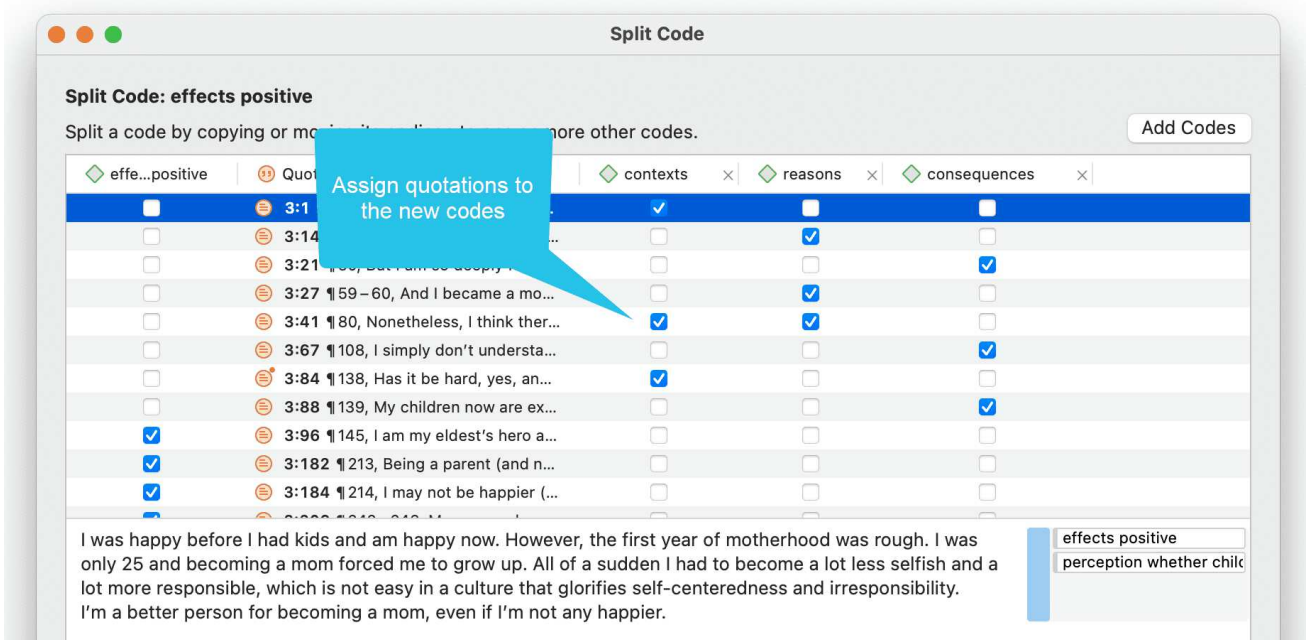 Split Code
Split Code: effects positive
Split a code by copying or more other codes.
Add Codes
effe...positive Quot contexts × reasons × consequences ×
Assign quotations to
the new codes
3:1
3:14 ...
3:21
3:27 ¶ 59 – 60, And I became a mo...
3:41 ¶ 80, Nonetheless, I think ther...
3:67 ¶ 108, I simply don't understa...
3:84 ¶ 138, Has it be hard, yes, an...
3:88 ¶ 139, My children now are ex...
3:96 ¶ 145, I am my eldest's hero a...
3:182 ¶ 213, Being a parent (and n...
3:184 ¶ 214, I may not be happier (...
I was happy before I had kids and am happy now. However, the first year of motherhood was rough. I was
only 25 and becoming a mom forced me to grow up. All of a sudden I had to become a lot less selfish and a
lot more responsible, which is not easy in a culture that glorifies self-centeredness and irresponsibility.
I'm a better person for becoming a mom, even if I'm not any happier.
effects positive
perception whether chilc